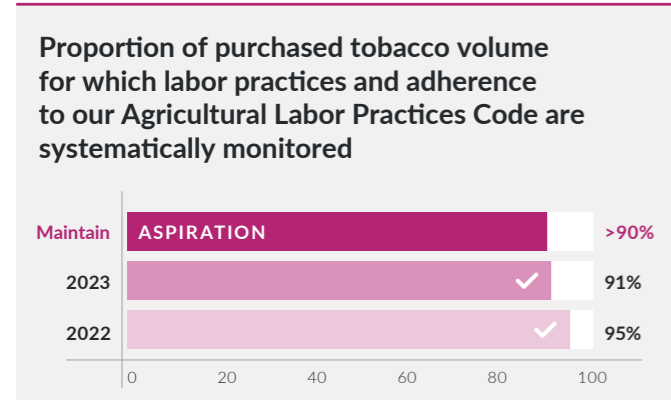 Proportion of purchased tobacco volume
for which labor practices and adherence
to our Agricultural Labor Practices Code are
systematically monitored
Maintain ASPIRATION >90%
2023 91%
2022 95%
0 20 40 60 80 100